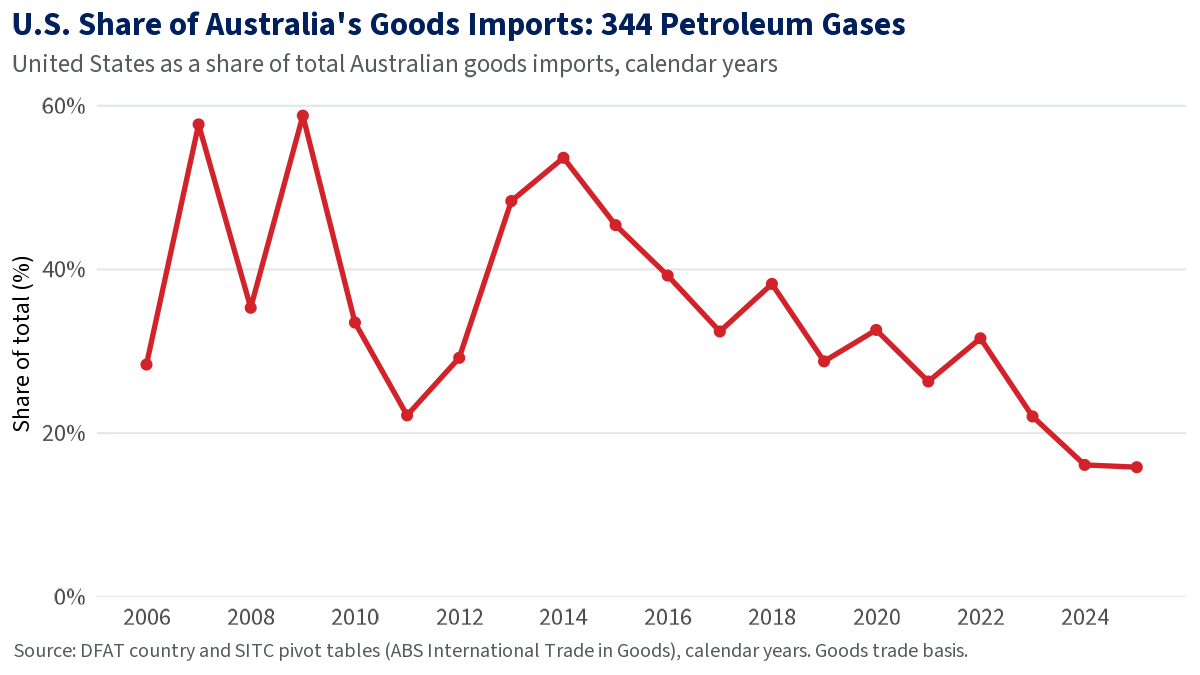 U.S. Share of Australia's Goods Imports: 344 Petroleum Gases
United States as a share of total Australian goods imports, calendar years
Share of total (%)
60%
40%
20%
0%
2006 2008 2010 2012 2014 2016 2018 2020 2022 2024
Source: DFAT country and SITC pivot tables (ABS International Trade in Goods), calendar years. Goods trade basis.